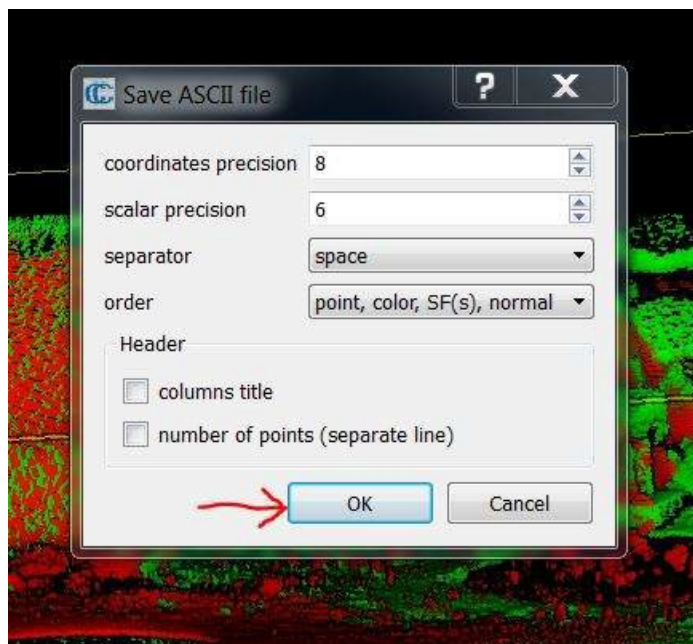 Save ASCII file
coordinates precision 8
scalar precision 6
separator space
order point, color, SF(s), normal
Header
columns title
number of points (separate line)
OK Cancel